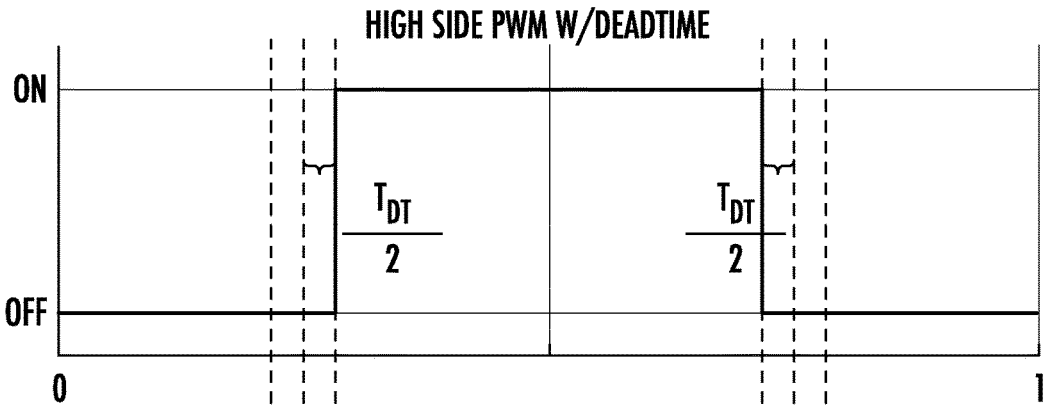 HIGH SIDE PWM W/DEADTIME
ON
T_DT T_DT
2 2
OFF
0 1